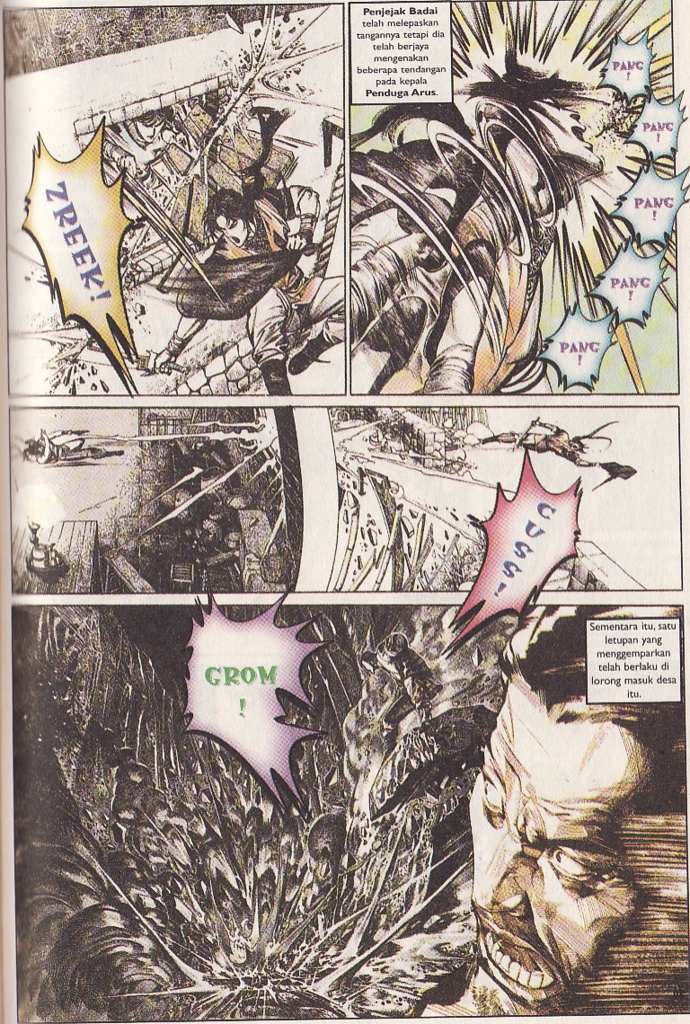 ZREEK!
Penjejak Badai
telah melepaskan
tangannya tetapi dia
telah berjaya
mengenakan
beberapa tendangan
pada kepala
Penduga Arus.
PANG
!
PANG
!
PANG
!
PANG
!
PANG
!
CUSS!
GROM
!
Sementara itu, satu
letupan yang
menggemparkan
telah berlaku di
lorong masuk desa
itu.